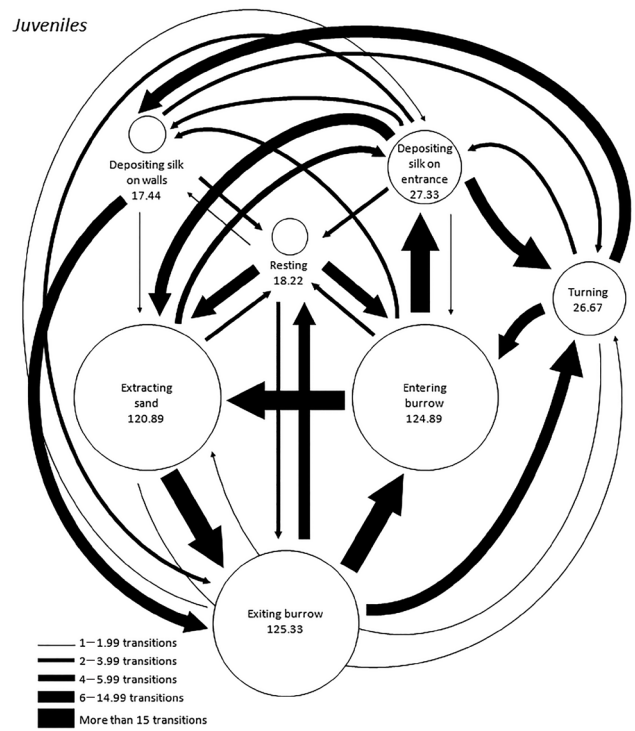 Juveniles
Depositing silk
on walls
17.44
Depositing
silk on
entrance
27.33
Resting
18.22
Turning
26.67
Extracting
sand
120.89
Entering
burrow
124.89
Exiting burrow
125.33
1—1.99 transitions
2—3.99 transitions
4—5.99 transitions
6—14.99 transitions
More than 15 transitions